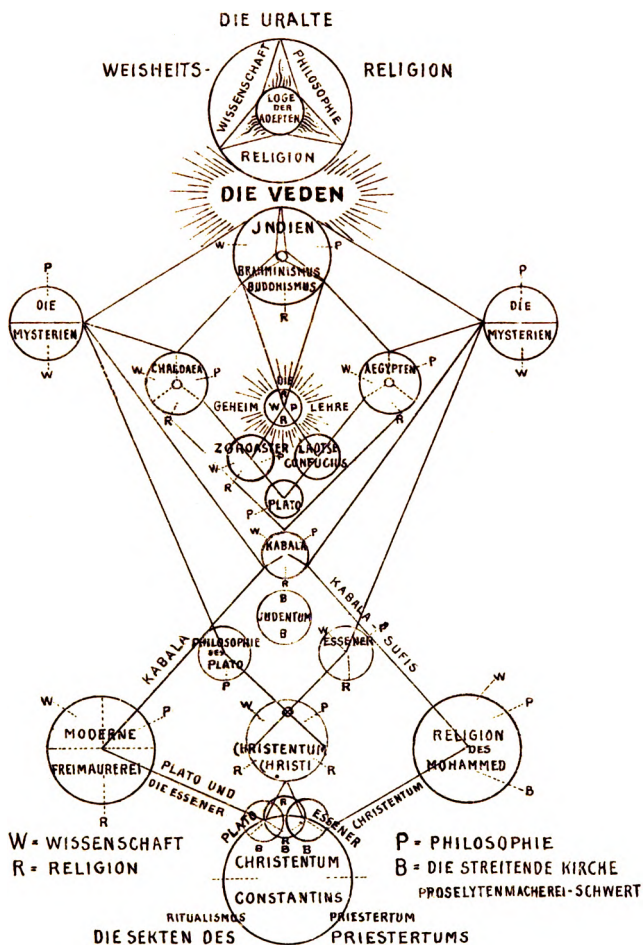 DIE URALTE
WEISHEITS- RELIGION
WISSENSCHAFT
PHILOSOPHIE
LOGE
DER
ADEPTEN
RELIGION
DIE VEDEN
JNDIEN
W P
BRAHMINISMUS
BUDDHISMUS
R
P
DIE
MYSTERIEN
W
P
DIE
MYSTERIEN
W
CHALDAEA
W P
R
DIE
R
W P
R
GEHEIM LEHRE
AEGYPTEN
P
W
R
ZOROASTER
W P
R
LAOTSE
CONFUCIUS
PLATO
P
W P
KABALA
R
B
JUDENTUM
B
KABALA
KABALA & SUFIS
PHILOSOPHIE
DES
PLATO
P
W P
ESSENER
R
W P
MODERNE
FREIMAUREREI
R
W P
CHRISTENTUM
CHRISTI
R R
W
P
RELIGION
DES
MOHAMMED
B
PLATO UND
DIE ESSENER
CHRISTENTUM
PLATO
R
ESSENER
B R B
B
W = WISSENSCHAFT
R = RELIGION
P = PHILOSOPHIE
B = DIE STREITENDE KIRCHE
PROSELYTENMACHEREI-SCHWERT
CHRISTENTUM
CONSTANTINS
RITUALISMUS PRIESTERTUM
DIE SEKTEN DES PRIESTERTUMS